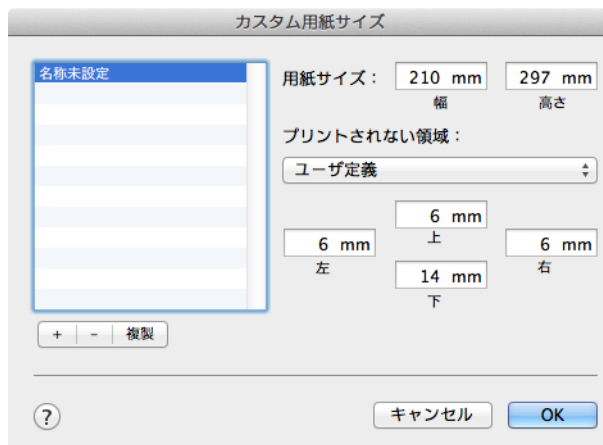 カスタム用紙サイズ
名称未設定
用紙サイズ： 210 mm 297 mm
幅 高さ
プリントされない領域：
ユーザ定義
6 mm
上
6 mm 6 mm
左 右
14 mm
下
+ - 複製
? キャンセル OK